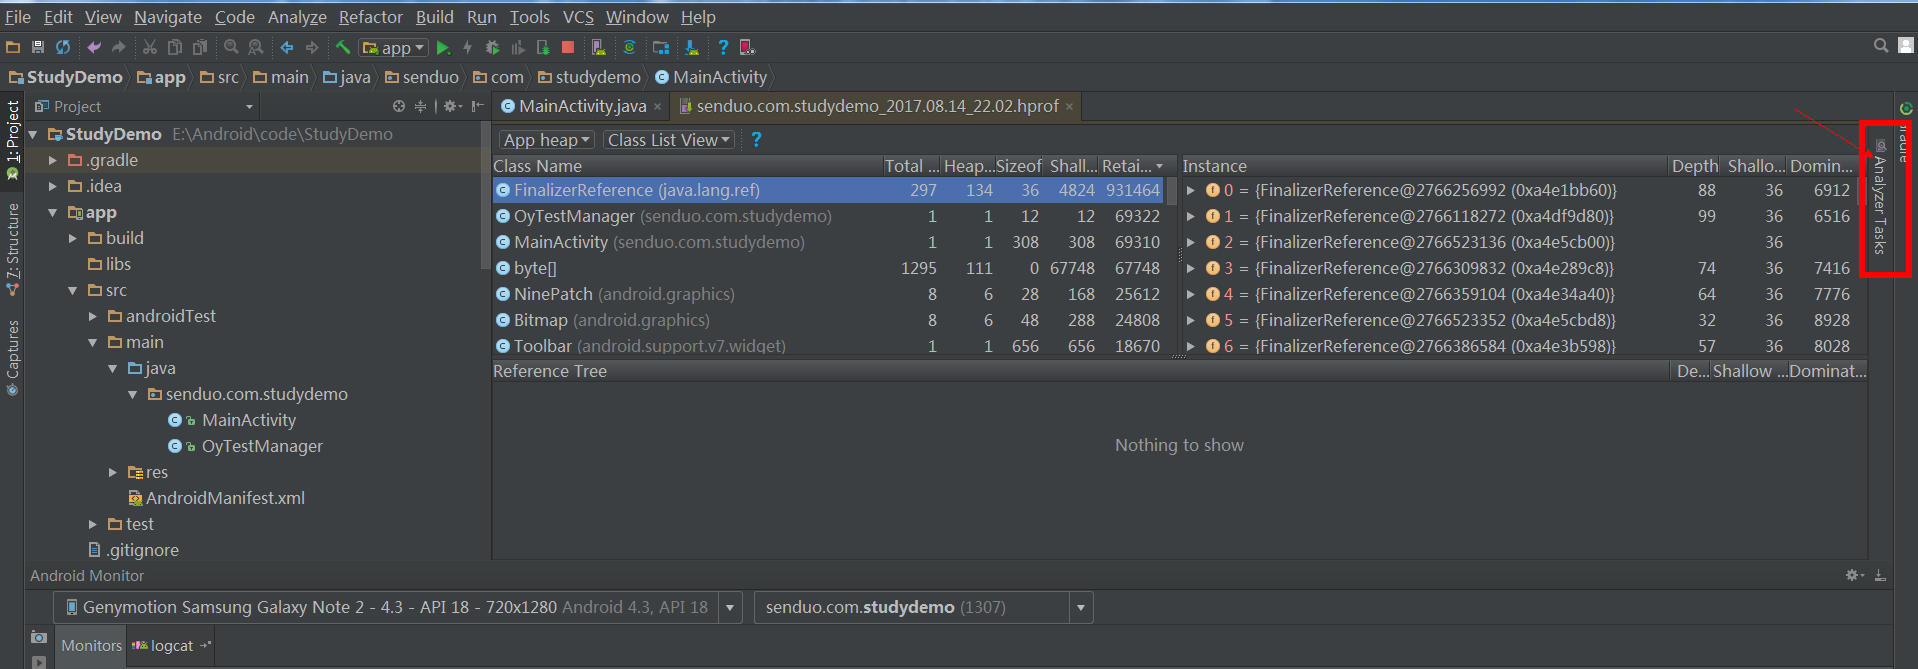 File Edit View Navigate Code Analyze Refactor Build Run Tools VCS Window Help
app
StudyDemo app src main java senduo com studydemo MainActivity
1: Project
7: Structure
Captures
Project
StudyDemo E:\Android\code\StudyDemo
.gradle
.idea
app
build
libs
src
androidTest
main
java
senduo.com.studydemo
MainActivity
OyTestManager
res
AndroidManifest.xml
test
.gitignore
MainActivity.java × senduo.com.studydemo_2017.08.14_22.02.hprof ×
App heap Class List View ?
Class Name Total ... Heap... Sizeof Shall... Retai...
FinalizerReference (java.lang.ref) 297 134 36 4824 931464
OyTestManager (senduo.com.studydemo) 1 1 12 12 69322
MainActivity (senduo.com.studydemo) 1 1 308 308 69310
byte[] 1295 111 0 67748 67748
NinePatch (android.graphics) 8 6 28 168 25612
Bitmap (android.graphics) 8 6 48 288 24808
Toolbar (android.support.v7.widget) 1 1 656 656 18670
Instance Depth Shallo... Domin...
0 = {FinalizerReference@2766256992 (0xa4e1bb60)} 88 36 6912
1 = {FinalizerReference@2766118272 (0xa4df9d80)} 99 36 6516
2 = {FinalizerReference@2766523136 (0xa4e5cb00)} 36
3 = {FinalizerReference@2766309832 (0xa4e289c8)} 74 36 7416
4 = {FinalizerReference@2766359104 (0xa4e34a40)} 64 36 7776
5 = {FinalizerReference@2766523352 (0xa4e5cbd8)} 32 36 8928
6 = {FinalizerReference@2766386584 (0xa4e3b598)} 57 36 8028
Reference Tree De... Shallow ... Dominat...
Nothing to show
Analyzer Tasks
Android Monitor
Genymotion Samsung Galaxy Note 2 - 4.3 - API 18 - 720x1280 Android 4.3, API 18
senduo.com.studydemo (1307)
Monitors logcat